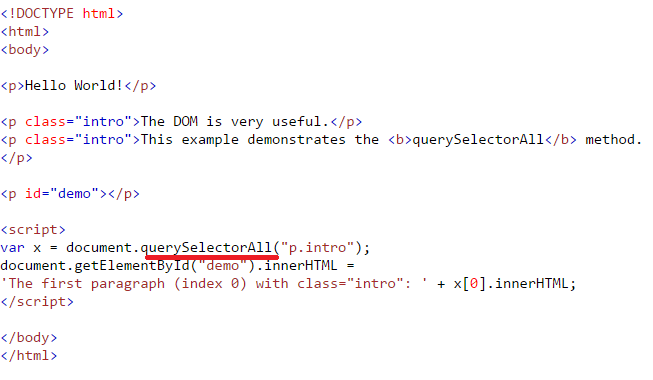 <!DOCTYPE html>
<html>
<body>
<p>Hello World!</p>
<p class="intro">The DOM is very useful.</p>
<p class="intro">This example demonstrates the <b>querySelectorAll</b> method.
</p>
<p id="demo"></p>
<script>
var x = document.querySelectorAll("p.intro");
document.getElementById("demo").innerHTML =
'The first paragraph (index 0) with class="intro": ' + x[0].innerHTML;
</script>
</body>
</html>